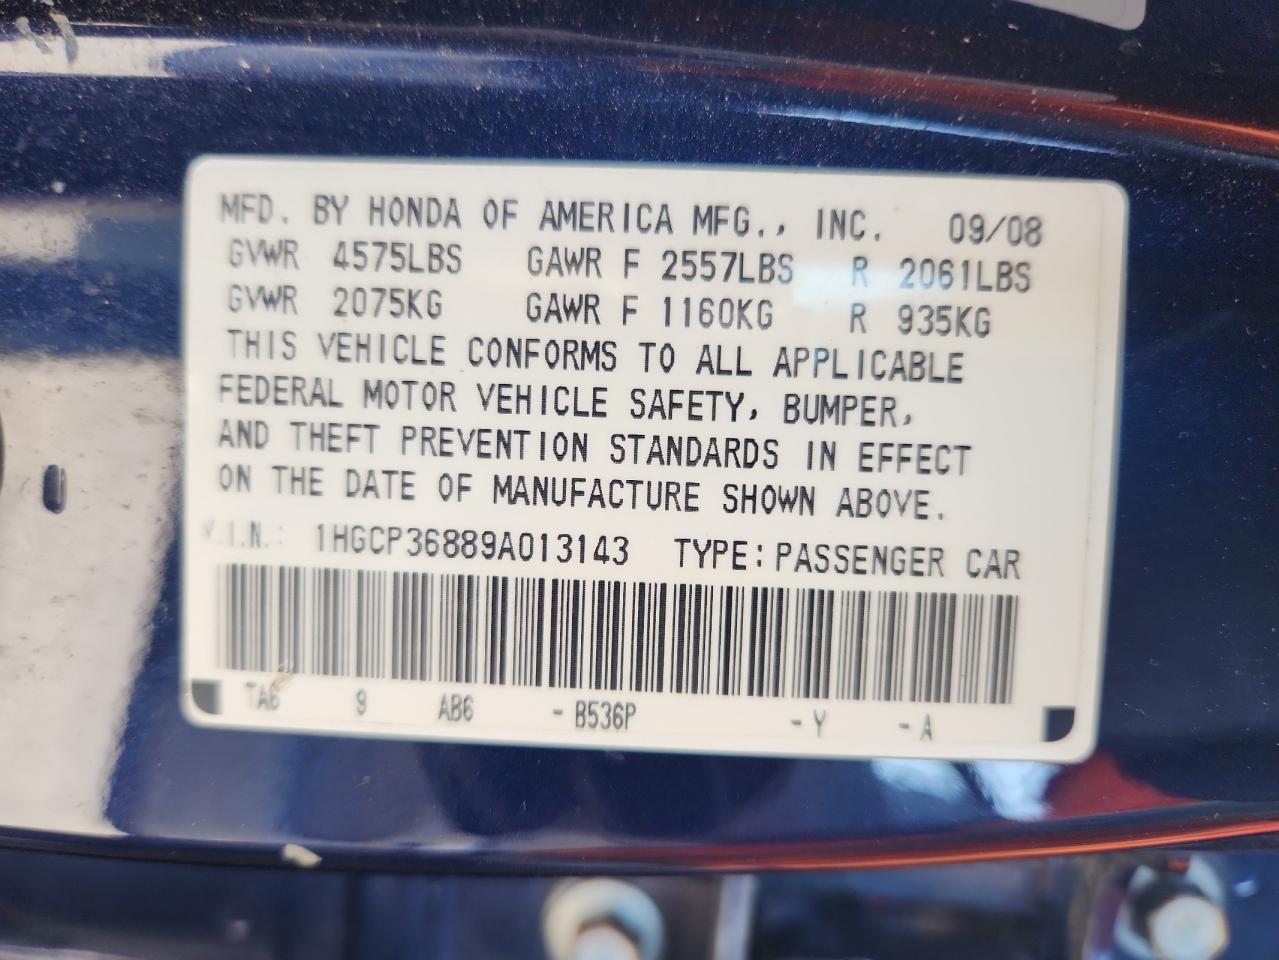 MFD. BY HONDA OF AMERICA MFG., INC. 09/08
GVWR 4575LBS GAWR F 2557LBS R 2061LBS
GVWR 2075KG GAWR F 1160KG R 935KG
THIS VEHICLE CONFORMS TO ALL APPLICABLE
FEDERAL MOTOR VEHICLE SAFETY, BUMPER,
AND THEFT PREVENTION STANDARDS IN EFFECT
ON THE DATE OF MANUFACTURE SHOWN ABOVE.
V.I.N.: 1HGCP36889A013143 TYPE: PASSENGER CAR
TA6 9 AB6 - B536P - Y - A